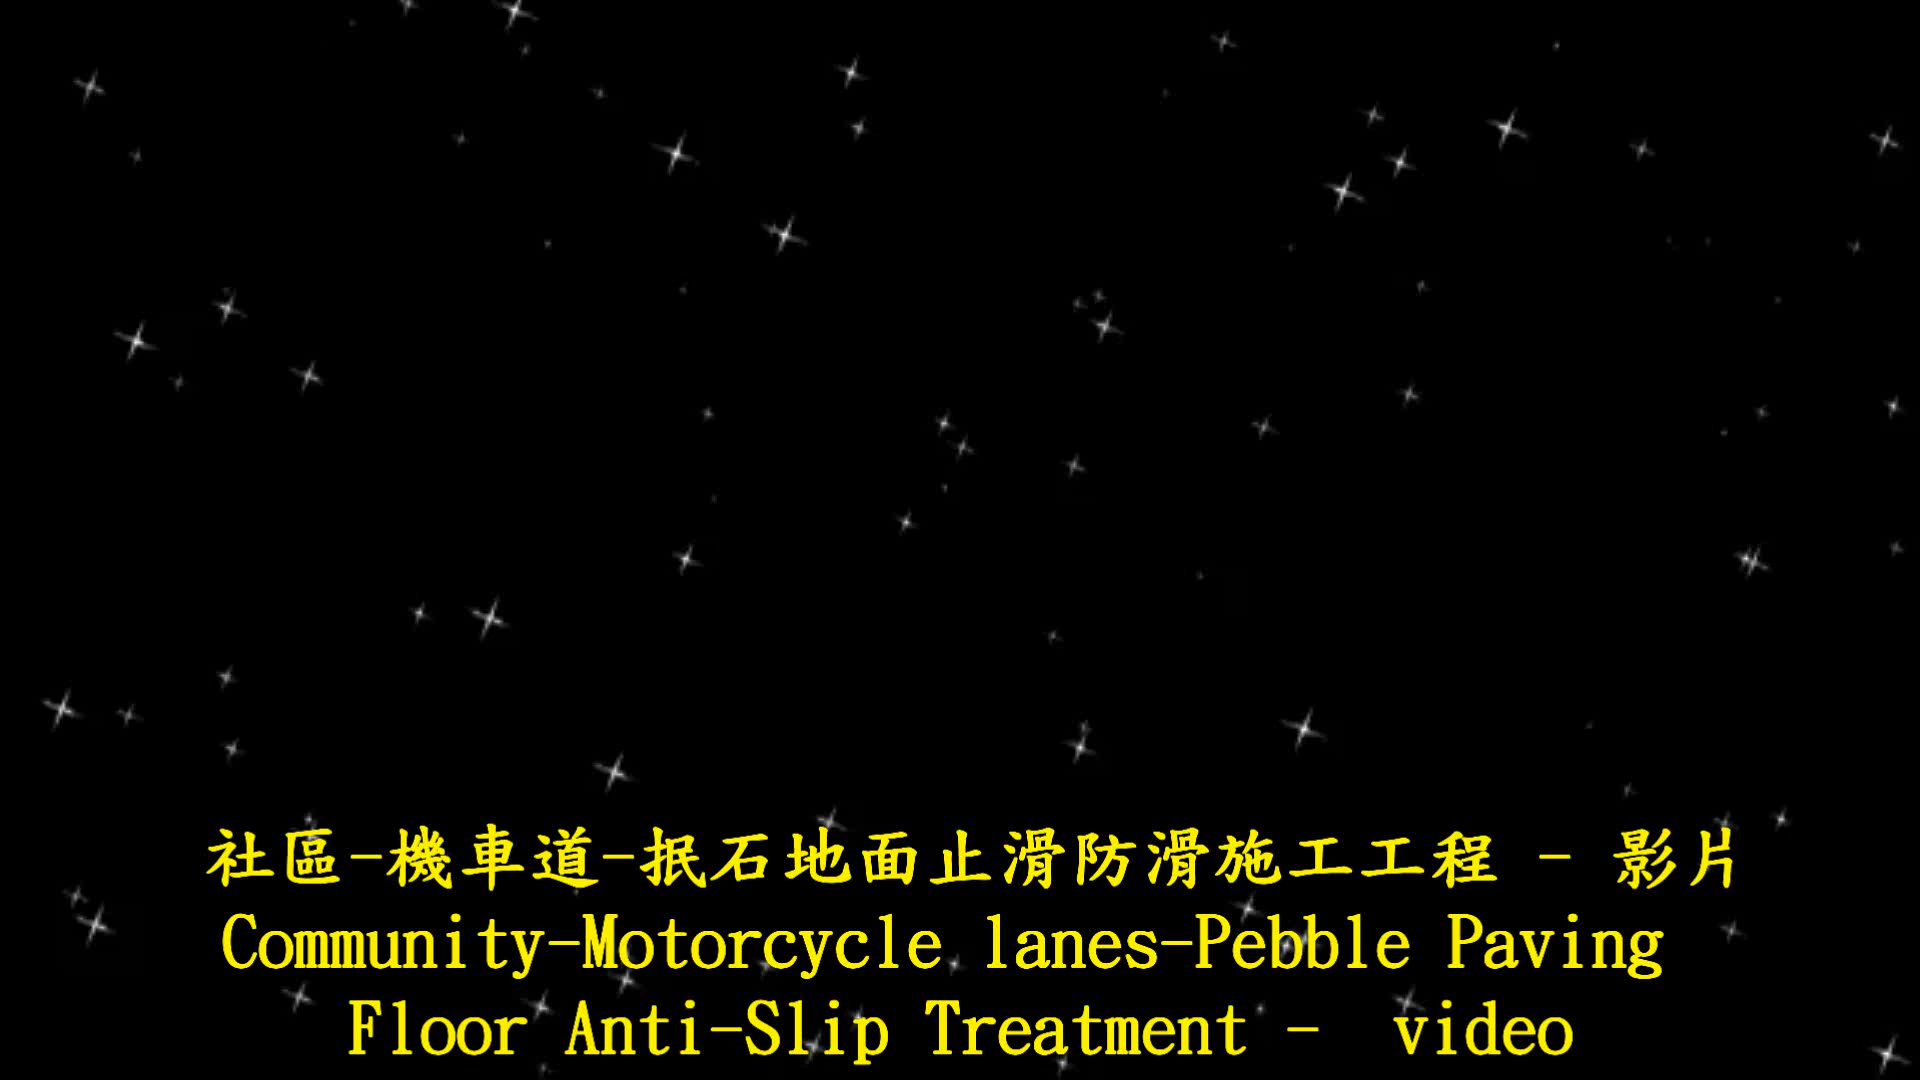 社區-機車道-抿石地面止滑防滑施工工程 - 影片
Community-Motorcycle lanes-Pebble Paving
Floor Anti-Slip Treatment - video